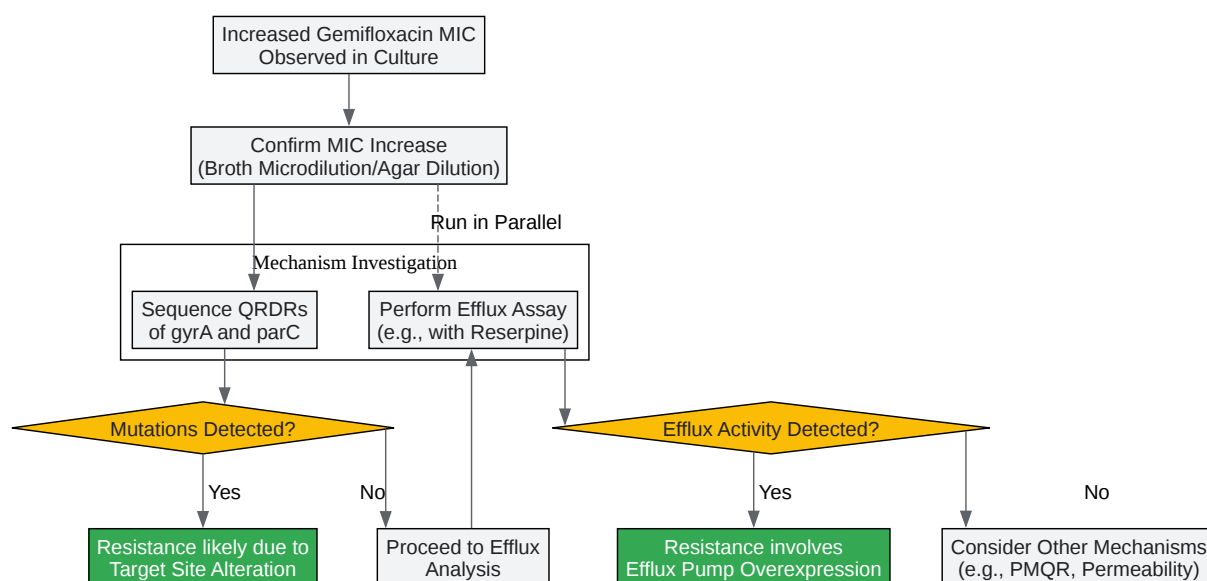 Increased Gemifloxacin MIC
Observed in Culture
Confirm MIC Increase
(Broth Microdilution/Agar Dilution)
Run in Parallel
Mechanism Investigation
Sequence QRDRs
of gyrA and parC
Perform Efflux Assay
(e.g., with Reserpine)
Mutations Detected?
Efflux Activity Detected?
Yes
No
Yes
No
Resistance likely due to
Target Site Alteration
Proceed to Efflux
Analysis
Resistance involves
Efflux Pump Overexpression
Consider Other Mechanisms
(e.g., PMQR, Permeability)